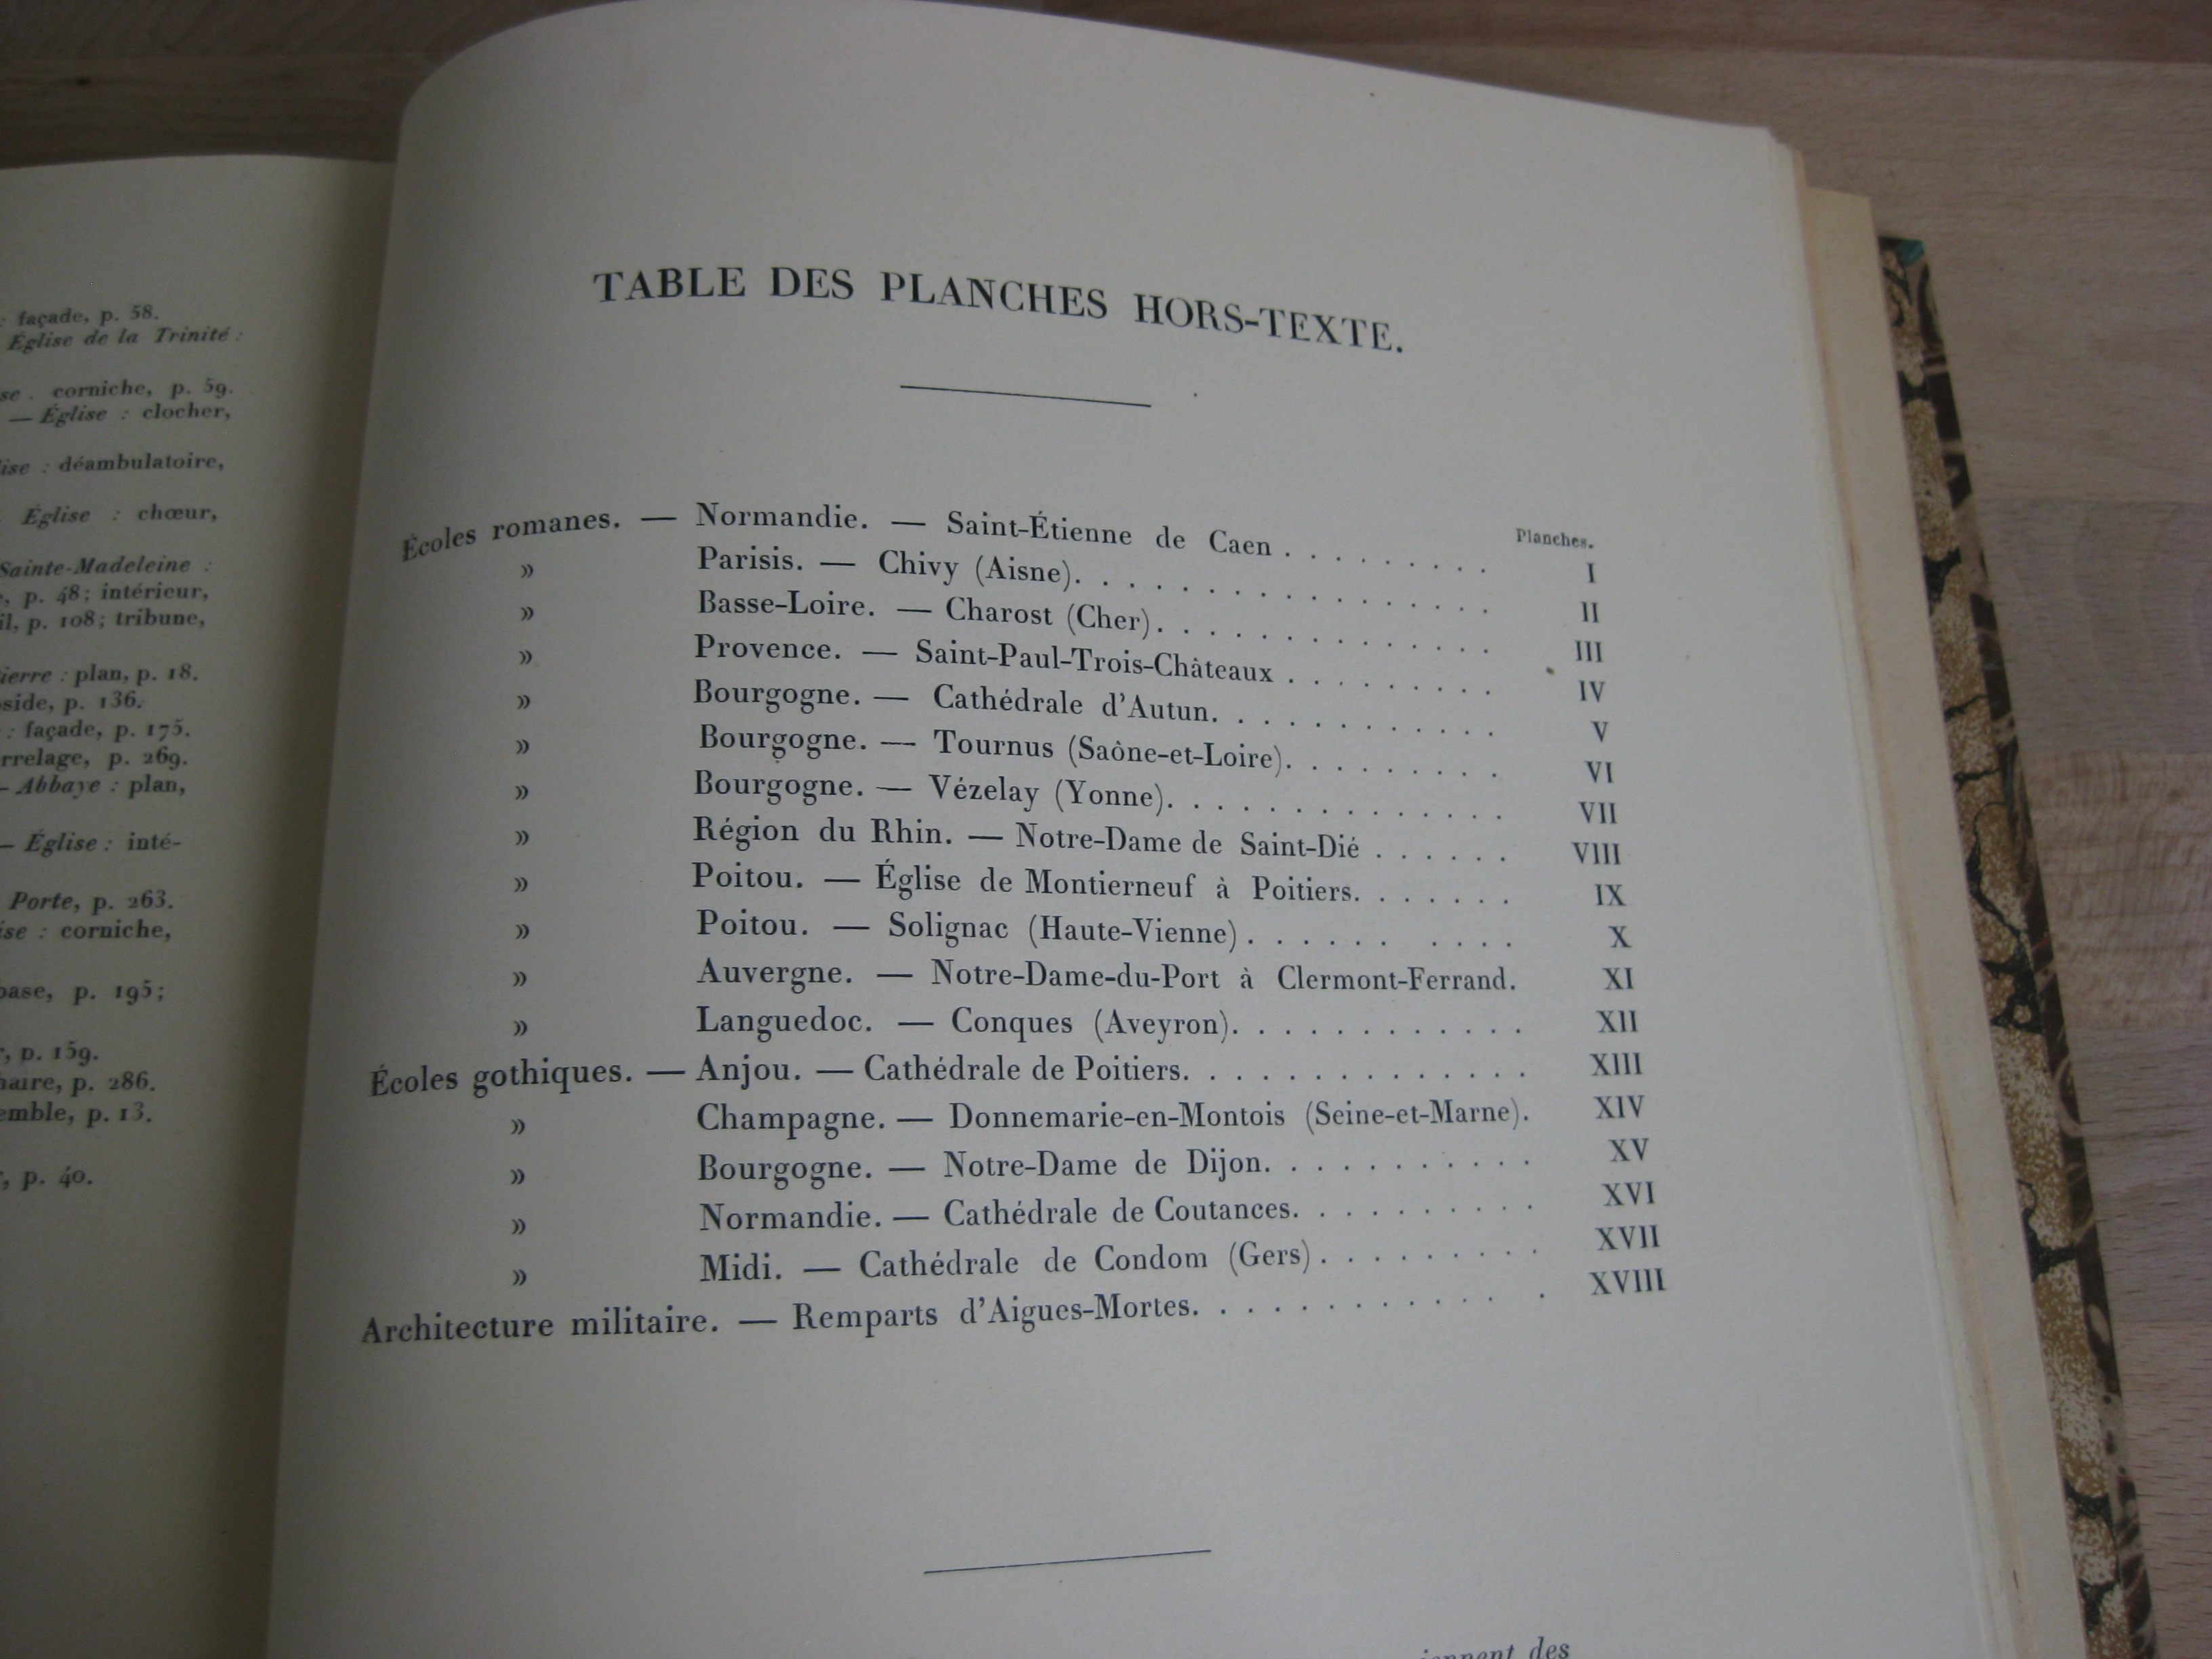 : façade, p. 58.
Église de la Trinité :
corniche, p. 59.
— Église : clocher,
: déambulatoire,
Église : chœur,
Sainte-Madeleine :
p. 48; intérieur,
p. 108; tribune,
: plan, p. 18.
p. 136.
: façade, p. 175.
p. 269.
— Abbaye : plan,
— Église : inté-
Porte, p. 263.
: corniche,
p. 195;
p. 159.
p. 286.
p. 13.
p. 40.
TABLE DES PLANCHES HORS-TEXTE.
Planches.
Écoles romanes. — Normandie. — Saint-Étienne de Caen . . . . . . . . . I
» Parisis. — Chivy (Aisne). . . . . . . . . . . . . . . . II
» Basse-Loire. — Charost (Cher). . . . . . . . . . . . . III
» Provence. — Saint-Paul-Trois-Châteaux . . . . . . . . . IV
» Bourgogne. — Cathédrale d'Autun. . . . . . . . . . . . V
» Bourgogne. — Tournus (Saône-et-Loire). . . . . . . . . VI
» Bourgogne. — Vézelay (Yonne). . . . . . . . . . . . . . VII
» Région du Rhin. — Notre-Dame de Saint-Dié . . . . . . VIII
» Poitou. — Église de Montierneuf à Poitiers. . . . . . . IX
» Poitou. — Solignac (Haute-Vienne) . . . . . . . . . . X
» Auvergne. — Notre-Dame-du-Port à Clermont-Ferrand. XI
» Languedoc. — Conques (Aveyron). . . . . . . . . . . . XII
Écoles gothiques. — Anjou. — Cathédrale de Poitiers. . . . . . . . . . . . . XIII
» Champagne. — Donnemarie-en-Montois (Seine-et-Marne). XIV
» Bourgogne. — Notre-Dame de Dijon. . . . . . . . . . XV
» Normandie. — Cathédrale de Coutances. . . . . . . . . XVI
» Midi. — Cathédrale de Condom (Gers) . . . . . . . . . XVII
Architecture militaire. — Remparts d'Aigues-Mortes. . . . . . . . . . . . . XVIII
des